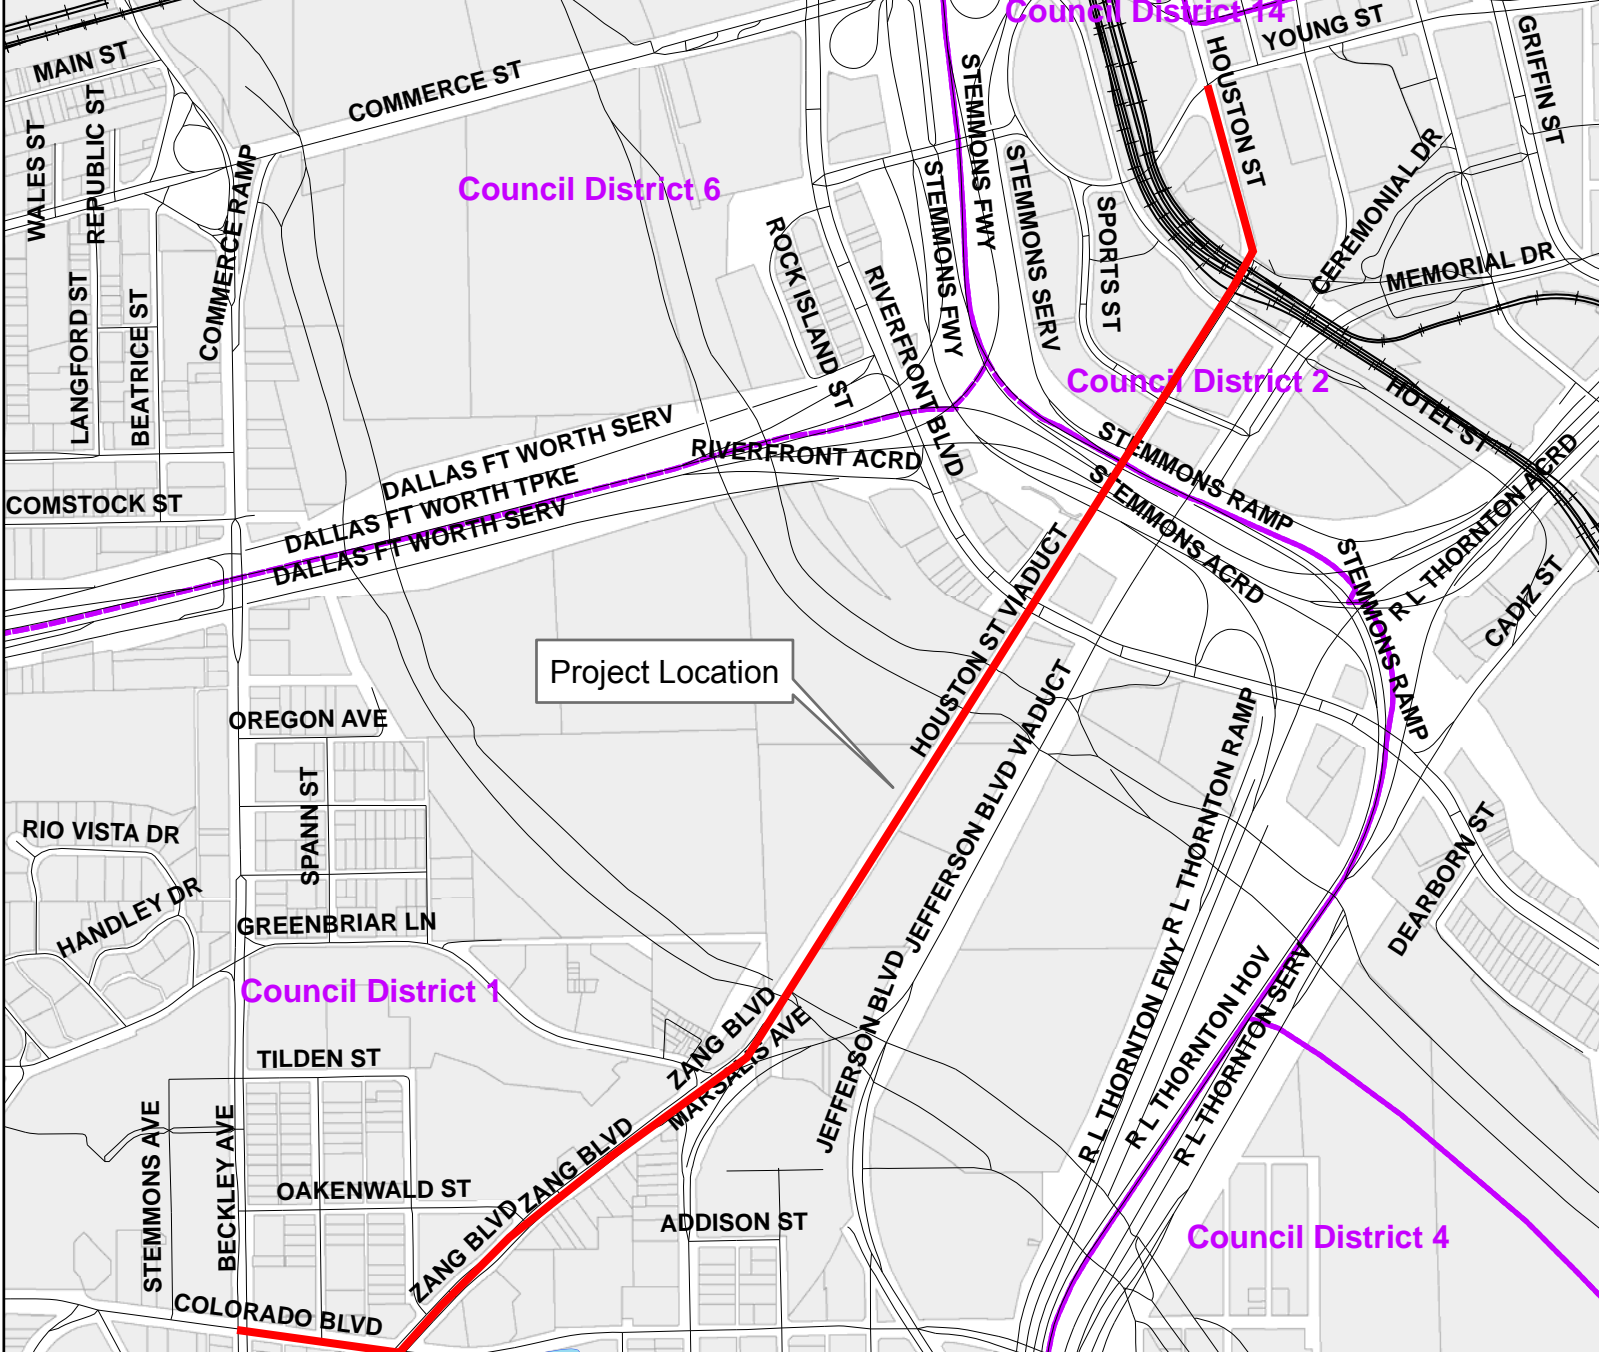 Council District 14
YOUNG ST
HOUSTON ST
GRIFFIN ST
MAIN ST
COMMERCE ST
STEMMONS FWY
WALES ST
REPUBLIC ST
COMMERCE RAMP
Council District 6
STEMMONS FWY
STEMMONS SERV
SPORTS ST
CEREMONIAL DR
MEMORIAL DR
ROCK ISLAND ST
RIVERFRONT BLVD
LANGFORD ST
BEATRICE ST
Council District 2
HOTEL ST
DALLAS FT WORTH SERV
RIVERFRONT ACRD
STEMMONS RAMP
STEMMONS ACRD
R L THORNTON ACRD
COMSTOCK ST
DALLAS FT WORTH TPKE
DALLAS FT WORTH SERV
STEMMONS RAMP
CADIZ ST
HOUSTON ST VIADUCT
Project Location
JEFFERSON BLVD VIADUCT
R L THORNTON RAMP
OREGON AVE
SPANN ST
RIO VISTA DR
HANDLEY DR
GREENBRIAR LN
DEARBORN ST
Council District 1
ZANG BLVD
MARSALIS AVE
JEFFERSON BLVD
R L THORNTON FWY
R L THORNTON HOV
R L THORNTON SERV
TILDEN ST
STEMMONS AVE
BECKLEY AVE
OAKENWALD ST
ZANG BLVD
ZANG BLVD
ADDISON ST
Council District 4
COLORADO BLVD